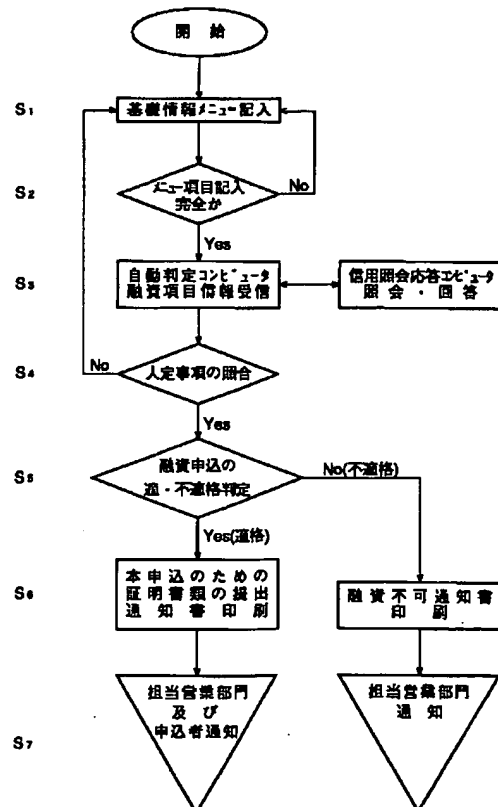 開 始
S1
基礎情報メニュー記入
S2
メニュー項目記入
完全か
No
Yes
S3
自動判定コンピュータ
融資項目情報受信
信用照会応答コンピュータ
照会・回答
S4
No
人定事項の照合
Yes
S5
融資申込の
適・不適格判定
No(不適格)
Yes(適格)
S6
本申込のための
証明書類の提出
通知書印刷
融資不可通知書
印刷
S7
担当営業部門
及び
申込者通知
担当営業部門
通知